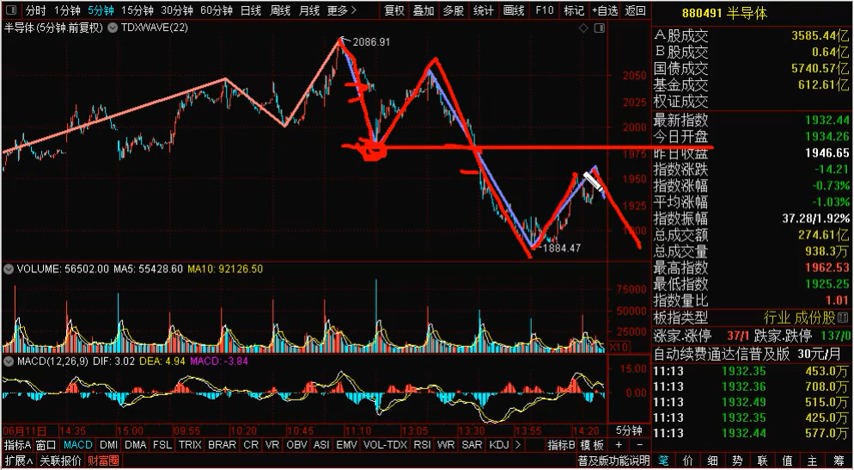 分时 1分钟 5分钟 15分钟 30分钟 60分钟 日线 周线 月线 更多 >
复权 叠加 多股 统计 画线 F10 标记 +自选 返回
半导体(5分钟.前复权) TDXWAVE(22)
2086.91
2050
2025
2000
1975
1950
1925
1900
1884.47
VOLUME: 56502.00 MA5: 55428.60 MA10: 92126.50
75000
50000
25000
X10
MACD(12,26,9) DIF: 3.02 DEA: 4.94 MACD: -3.84
15.00
0.00
-15.00
06月11日 14:35 15:00 09:55 10:20 10:45 11:10 13:30 13:55 14:20 5分钟
指标A 窗口 MACD DMI DMA FSL TRIX BRAR CR VR OBV ASI EMV VOL-TDX RSI WR SAR KDJ > 指标B 模板 + -
扩展∧ 关联报价 财富圈 普及版功能说明
880491 半导体
A股成交 3585.44亿
B股成交 0.64亿
国债成交 5740.57亿
基金成交 612.61亿
权证成交
最新指数 1932.44
今日开盘 1934.26
昨日收盘 1946.65
指数涨跌 -14.21
指数涨幅 -0.73%
平均涨幅 -1.03%
指数振幅 37.28/1.92%
总成交额 274.61亿
总成交量 938.3万
最高指数 1962.53
最低指数 1925.25
指数量比 1.01
板指类型 行业 成份股
涨家.涨停 37/1 跌家.跌停 137/0
自动续费通达信普及版 30元/月
11:13 1932.35 453.0万
11:13 1932.36 708.0万
11:13 1932.49 515.0万
11:13 1932.35 425.0万
11:13 1932.44 577.0万
笔 价 细 势 联 值 主 筹